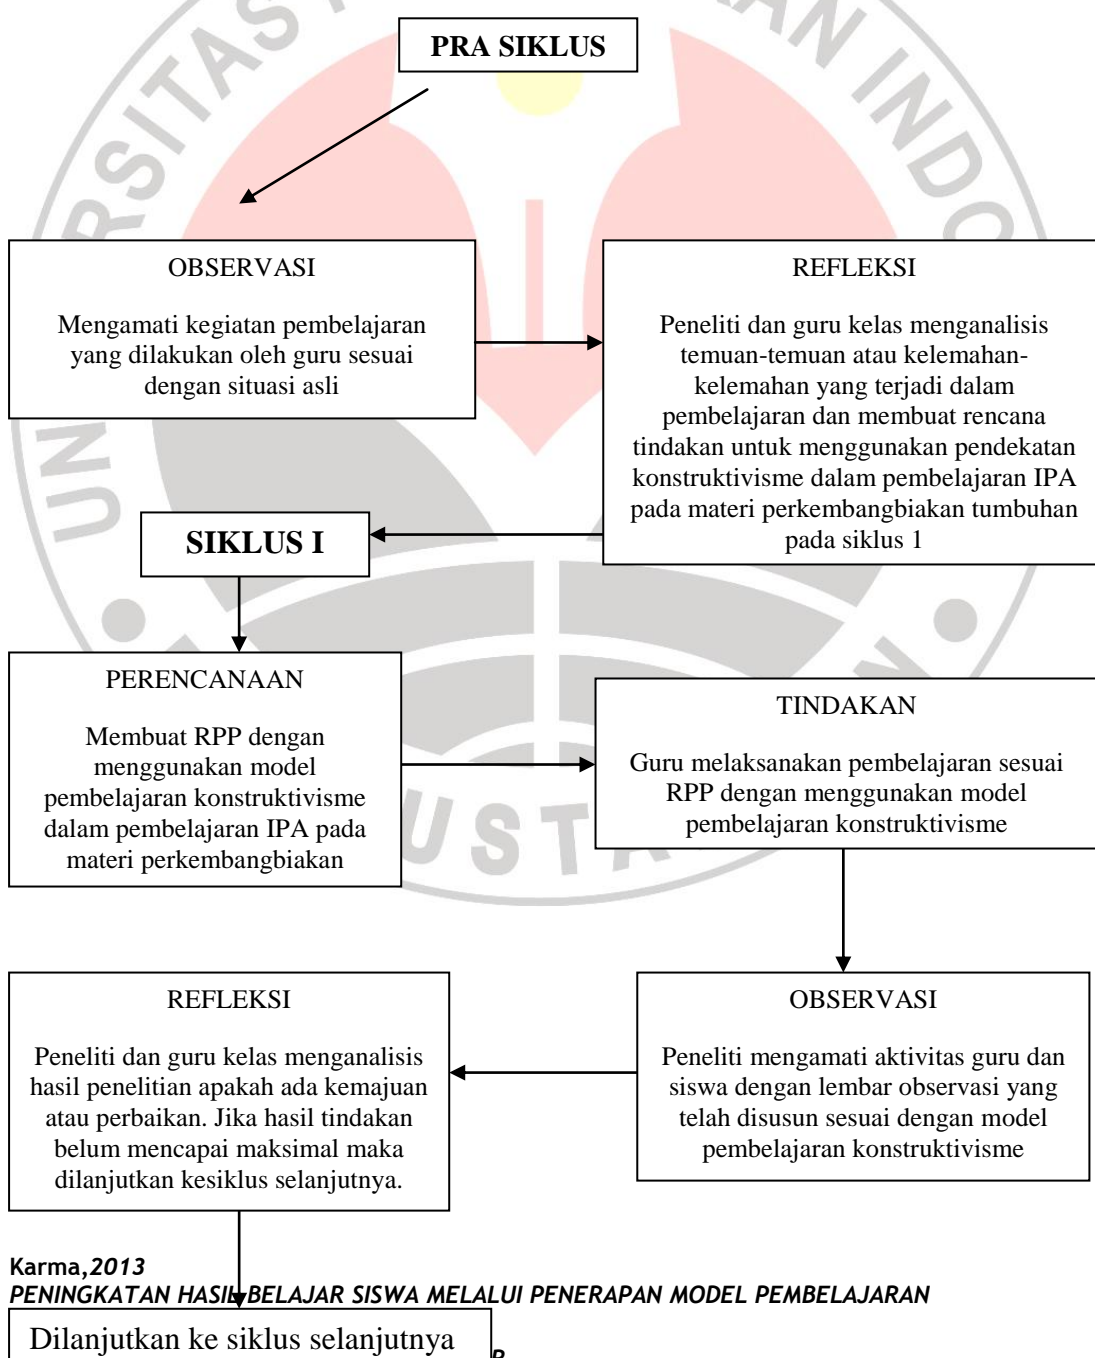 PRA SIKLUS
OBSERVASI
Mengamati kegiatan pembelajaran
yang dilakukan oleh guru sesuai
dengan situasi asli
REFLEKSI
Peneliti dan guru kelas menganalisis
temuan-temuan atau kelemahan-
kelemahan yang terjadi dalam
pembelajaran dan membuat rencana
tindakan untuk menggunakan pendekatan
konstruktivisme dalam pembelajaran IPA
pada materi perkembangbiakan tumbuhan
pada siklus 1
SIKLUS I
PERENCANAAN
Membuat RPP dengan
menggunakan model
pembelajaran konstruktivisme
dalam pembelajaran IPA pada
materi perkembangbiakan
TINDAKAN
Guru melaksanakan pembelajaran sesuai
RPP dengan menggunakan model
pembelajaran konstruktivisme
OBSERVASI
Peneliti mengamati aktivitas guru dan
siswa dengan lembar observasi yang
telah disusun sesuai dengan model
pembelajaran konstruktivisme
REFLEKSI
Peneliti dan guru kelas menganalisis
hasil penelitian apakah ada kemajuan
atau perbaikan. Jika hasil tindakan
belum mencapai maksimal maka
dilanjutkan kesiklus selanjutnya.
Karma,2013
PENINGKATAN HASIL BELAJAR SISWA MELALUI PENERAPAN MODEL PEMBELAJARAN
Dilanjutkan ke siklus selanjutnya